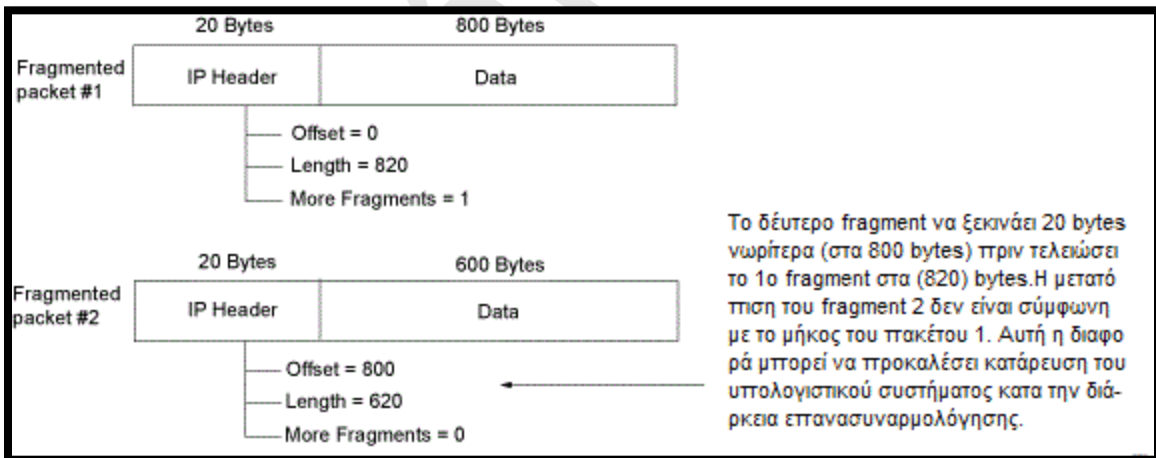 20 Bytes 800 Bytes
Fragmented
packet #1
IP Header Data
Offset = 0
Length = 820
More Fragments = 1
20 Bytes 600 Bytes
Fragmented
packet #2
IP Header Data
Offset = 800
Length = 620
More Fragments = 0
Το δέυτερο fragment να ξεκινάει 20 bytes
νωρίτερα (στα 800 bytes) πριν τελειώσει
το 1ο fragment στα (820) bytes.Η μετατό
πιση του fragment 2 δεν είναι σύμφωνη
με το μήκος του πακέτου 1. Αυτή η διαφο
ρά μπορεί να προκαλέσει κατάρευση του
υπολογιστικού συστήματος κατα την διά-
ρκεια επανασυναρμολόγησης.